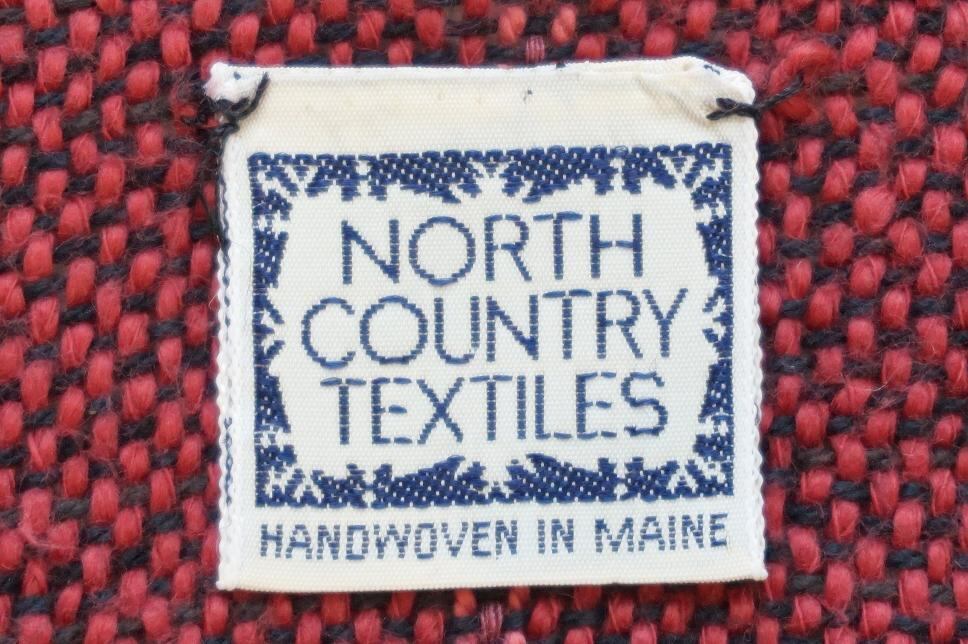 NORTH
COUNTRY
TEXTILES
HANDWOVEN IN MAINE